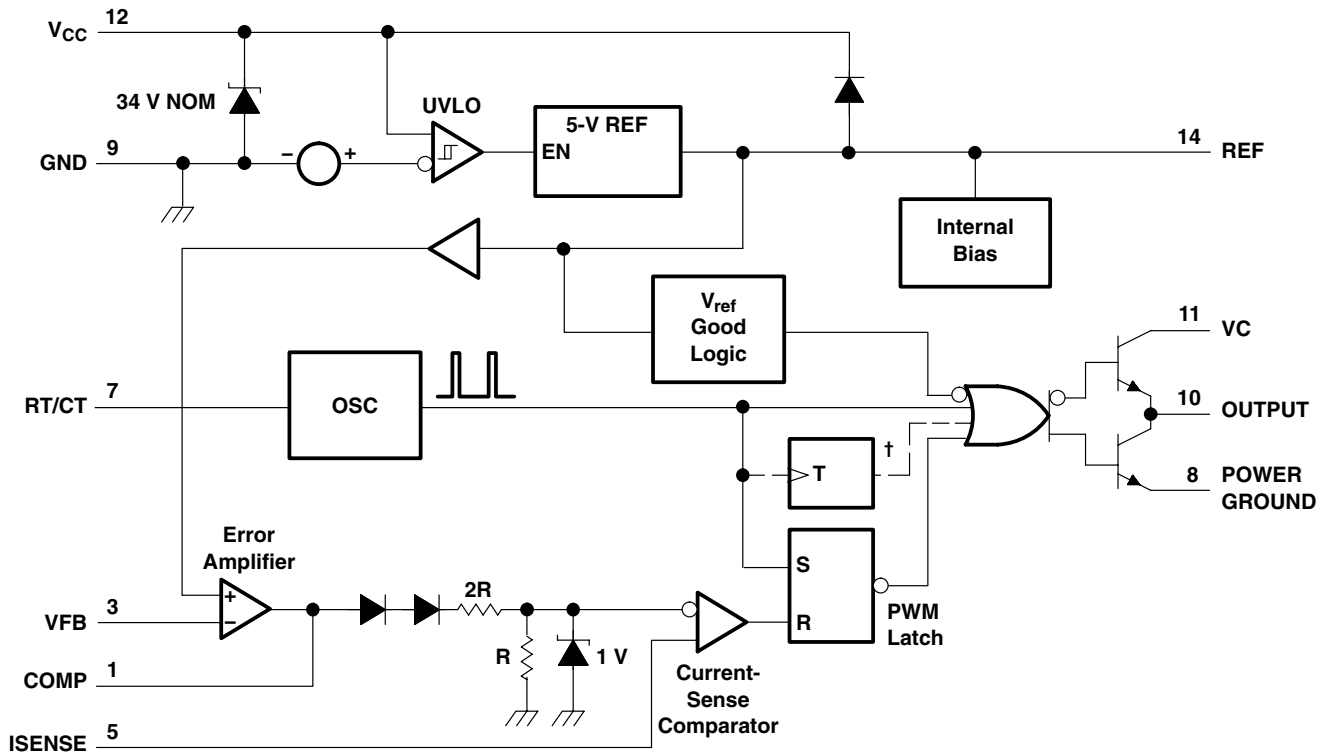 VCC 12
34 V NOM
UVLO
5-V REF
EN
14 REF
GND 9
− +
Internal
Bias
Vref
Good
Logic
11 VC
RT/CT 7
OSC
10 OUTPUT
†
T
8 POWER
GROUND
Error
Amplifier
S
2R
+
−
VFB 3
R
PWM
Latch
R
1 V
COMP 1
Current-
Sense
Comparator
ISENSE 5